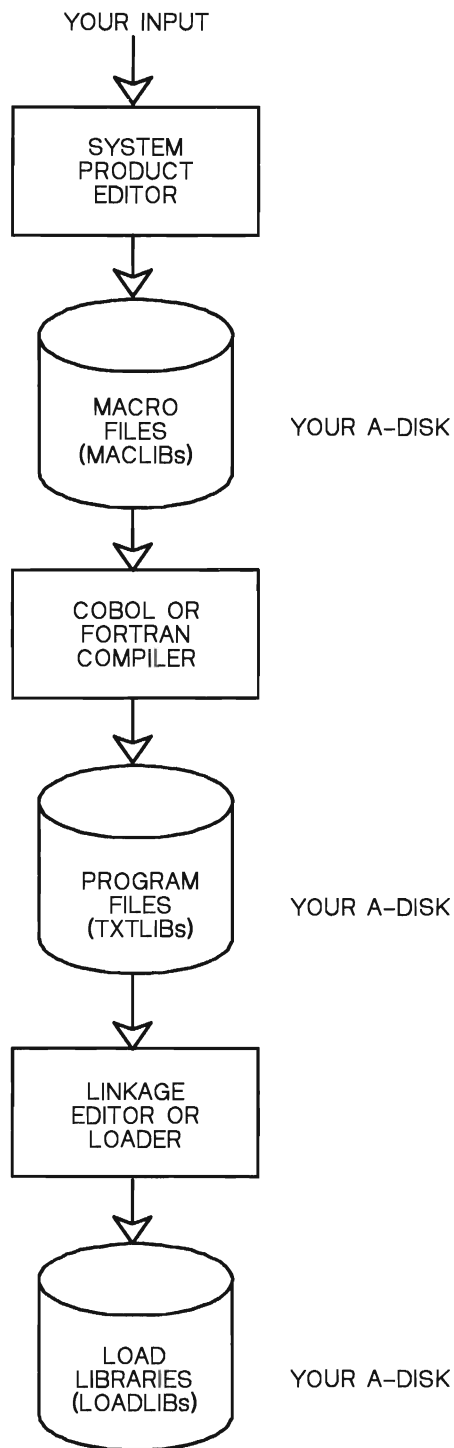 YOUR INPUT
SYSTEM
PRODUCT
EDITOR
MACRO
FILES
(MACLIBs)
YOUR A-DISK
COBOL OR
FORTRAN
COMPILER
PROGRAM
FILES
(TXTLIBs)
YOUR A-DISK
LINKAGE
EDITOR OR
LOADER
LOAD
LIBRARIES
(LOADLIBs)
YOUR A-DISK